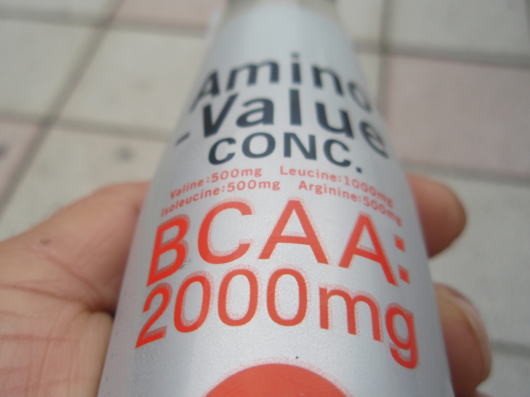 Amino
-Value
CONC.
Valine:500mg Leucine:1000mg
Isoleucine:500mg Arginine:500mg
BCAA:
2000mg